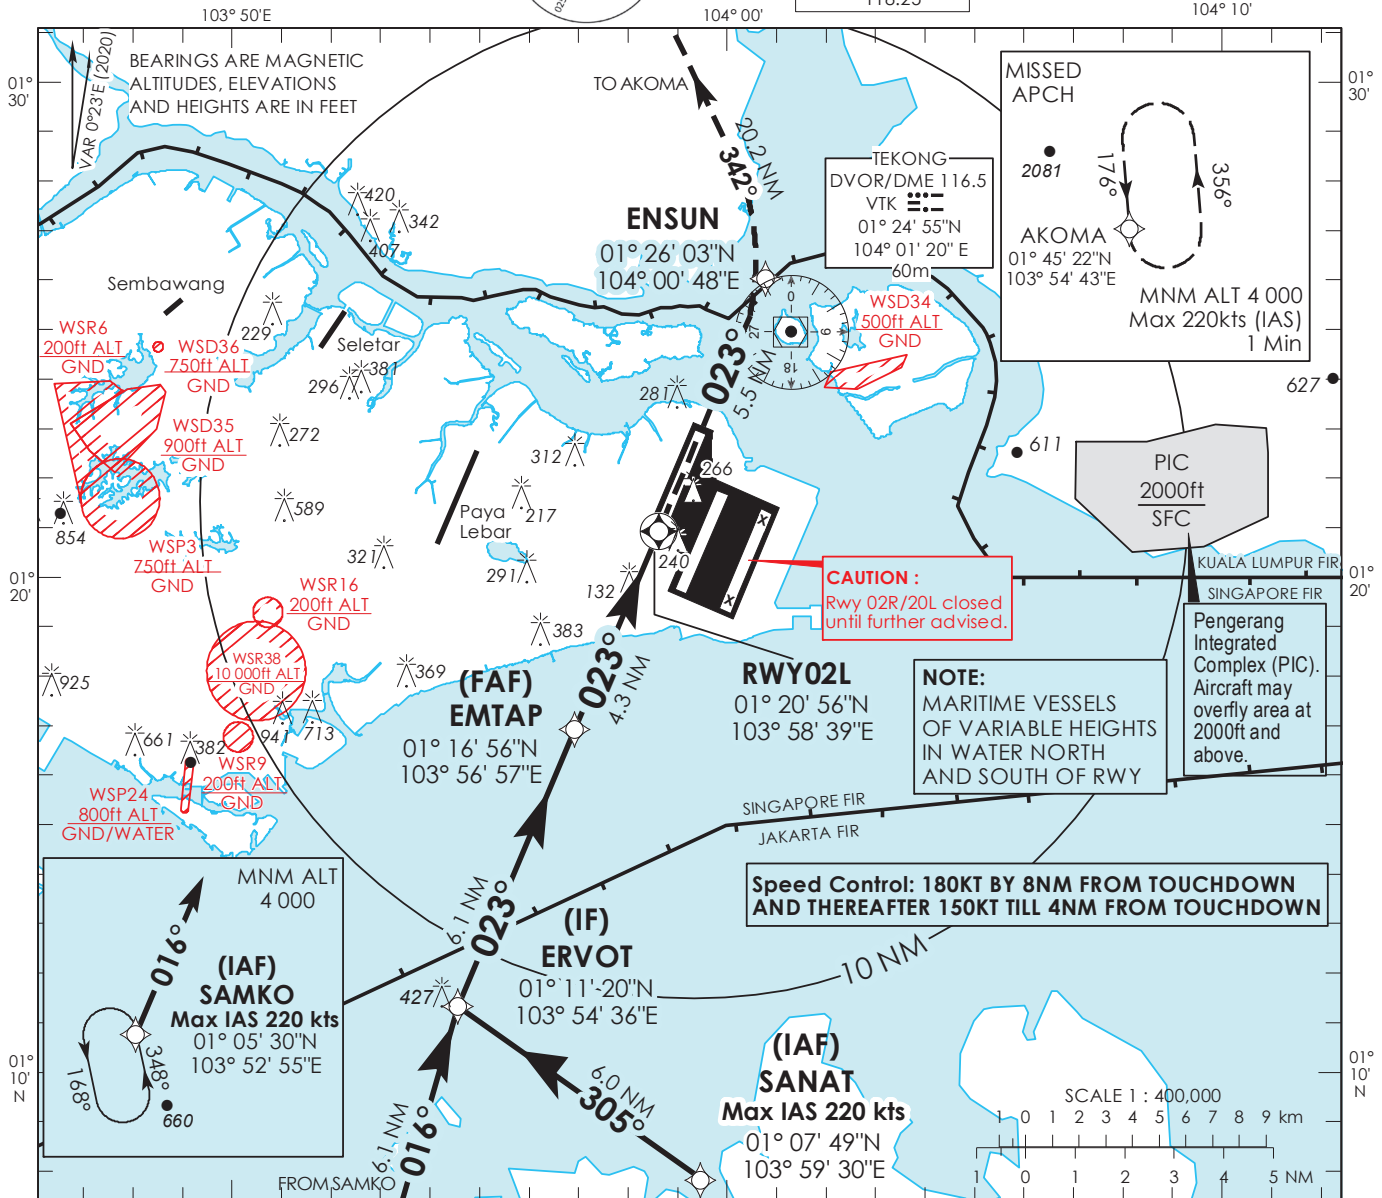 103° 50'E
025
118.25
104° 00'
104° 10'
01°
30'
VAR 0°23'E (2020)
BEARINGS ARE MAGNETIC
ALTITUDES, ELEVATIONS
AND HEIGHTS ARE IN FEET
TO AKOMA
20.2 NM
342°
MISSED
APCH
2081
176°
356°
AKOMA
01° 45' 22"N
103° 54' 43"E
MNM ALT 4 000
Max 220kts (IAS)
1 Min
01°
30'
TEKONG
DVOR/DME 116.5
VTK
01° 24' 55"N
104° 01' 20" E
60m
ENSUN
01° 26' 03"N
104° 00' 48"E
420
342
407
Sembawang
229
Seletar
381
296
WSR6
200ft ALT
GND
WSD36
750ft ALT
GND
WSD35
900ft ALT
GND
WSD34
500ft ALT
GND
0
9
18
27
023°
5.5 NM
281
627
611
272
312
266
589
217
Paya
Lebar
854
321
291
240
132
WSP3
750ft ALT
GND
PIC
2000ft
SFC
X
X
CAUTION :
Rwy 02R/20L closed
until further advised.
KUALA LUMPUR FIR
SINGAPORE FIR
01°
20'
01°
20'
WSR16
200ft ALT
GND
WSR38
10 000ft ALT
GND
383
369
925
661
382
941
713
WSR9
200ft ALT
GND
WSP24
800ft ALT
GND/WATER
(FAF)
EMTAP
01° 16' 56"N
103° 56' 57"E
023°
4.3 NM
RWY02L
01° 20' 56"N
103° 58' 39"E
NOTE:
MARITIME VESSELS
OF VARIABLE HEIGHTS
IN WATER NORTH
AND SOUTH OF RWY
Pengerang
Integrated
Complex (PIC).
Aircraft may
overfly area at
2000ft and
above.
SINGAPORE FIR
JAKARTA FIR
Speed Control: 180KT BY 8NM FROM TOUCHDOWN
AND THEREAFTER 150KT TILL 4NM FROM TOUCHDOWN
10 NM
6.1 NM
023°
(IF)
ERVOT
01° 11' 20"N
103° 54' 36"E
427
MNM ALT
4 000
016°
(IAF)
SAMKO
Max IAS 220 kts
01° 05' 30"N
103° 52' 55"E
168°
348°
660
01°
10'
N
6.1 NM
016°
FROM SAMKO
6.0 NM
305°
(IAF)
SANAT
Max IAS 220 kts
01° 07' 49"N
103° 59' 30"E
SCALE 1 : 400,000
1 0 1 2 3 4 5 6 7 8 9 km
1 0 1 2 3 4 5 NM
01°
10'
N